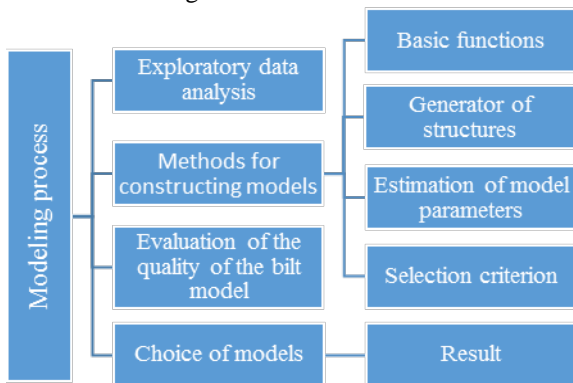 Modeling process
Exploratory data
analysis
Methods for
constructing models
Evaluation of the
quality of the bilt
model
Choice of models
Basic functions
Generator of
structures
Estimation of model
parameters
Selection criterion
Result